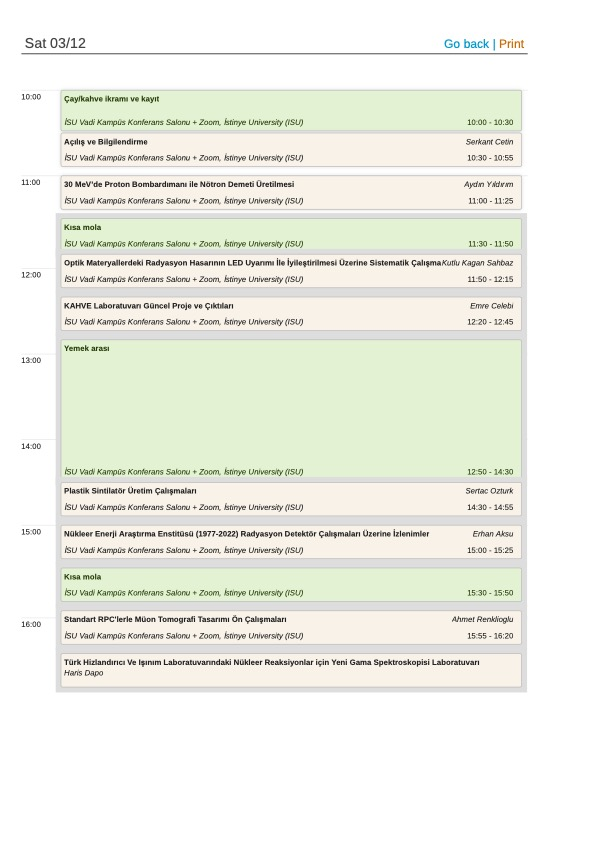 Sat 03/12
Go back | Print
10:00
Çay/kahve ikramı ve kayıt
İSU Vadi Kampüs Konferans Salonu + Zoom, İstinye University (ISU) 10:00 - 10:30
Açılış ve Bilgilendirme Serkant Cetin
İSU Vadi Kampüs Konferans Salonu + Zoom, İstinye University (ISU) 10:30 - 10:55
11:00
30 MeV'de Proton Bombardımanı ile Nötron Demeti Üretilmesi Aydın Yıldırım
İSU Vadi Kampüs Konferans Salonu + Zoom, İstinye University (ISU) 11:00 - 11:25
Kısa mola
İSU Vadi Kampüs Konferans Salonu + Zoom, İstinye University (ISU) 11:30 - 11:50
Optik Materyallerdeki Radyasyon Hasarının LED Uyarımı İle İyileştirilmesi Üzerine Sistematik Çalışma Kutlu Kagan Sahbaz
12:00
İSU Vadi Kampüs Konferans Salonu + Zoom, İstinye University (ISU) 11:50 - 12:15
KAHVE Laboratuvarı Güncel Proje ve Çıktıları Emre Celebi
İSU Vadi Kampüs Konferans Salonu + Zoom, İstinye University (ISU) 12:20 - 12:45
Yemek arası
13:00
14:00
İSU Vadi Kampüs Konferans Salonu + Zoom, İstinye University (ISU) 12:50 - 14:30
Plastik Sintilatör Üretim Çalışmaları Sertac Ozturk
İSU Vadi Kampüs Konferans Salonu + Zoom, İstinye University (ISU) 14:30 - 14:55
15:00
Nükleer Enerji Araştırma Enstitüsü (1977-2022) Radyasyon Detektör Çalışmaları Üzerine İzlenimler Erhan Aksu
İSU Vadi Kampüs Konferans Salonu + Zoom, İstinye University (ISU) 15:00 - 15:25
Kısa mola
İSU Vadi Kampüs Konferans Salonu + Zoom, İstinye University (ISU) 15:30 - 15:50
Standart RPC'lerle Müon Tomografi Tasarımı Ön Çalışmaları Ahmet Renklioglu
16:00
İSU Vadi Kampüs Konferans Salonu + Zoom, İstinye University (ISU) 15:55 - 16:20
Türk Hizlandırıcı Ve Işınım Laboratuvarındaki Nükleer Reaksiyonlar için Yeni Gama Spektroskopisi Laboratuvarı
Haris Dapo